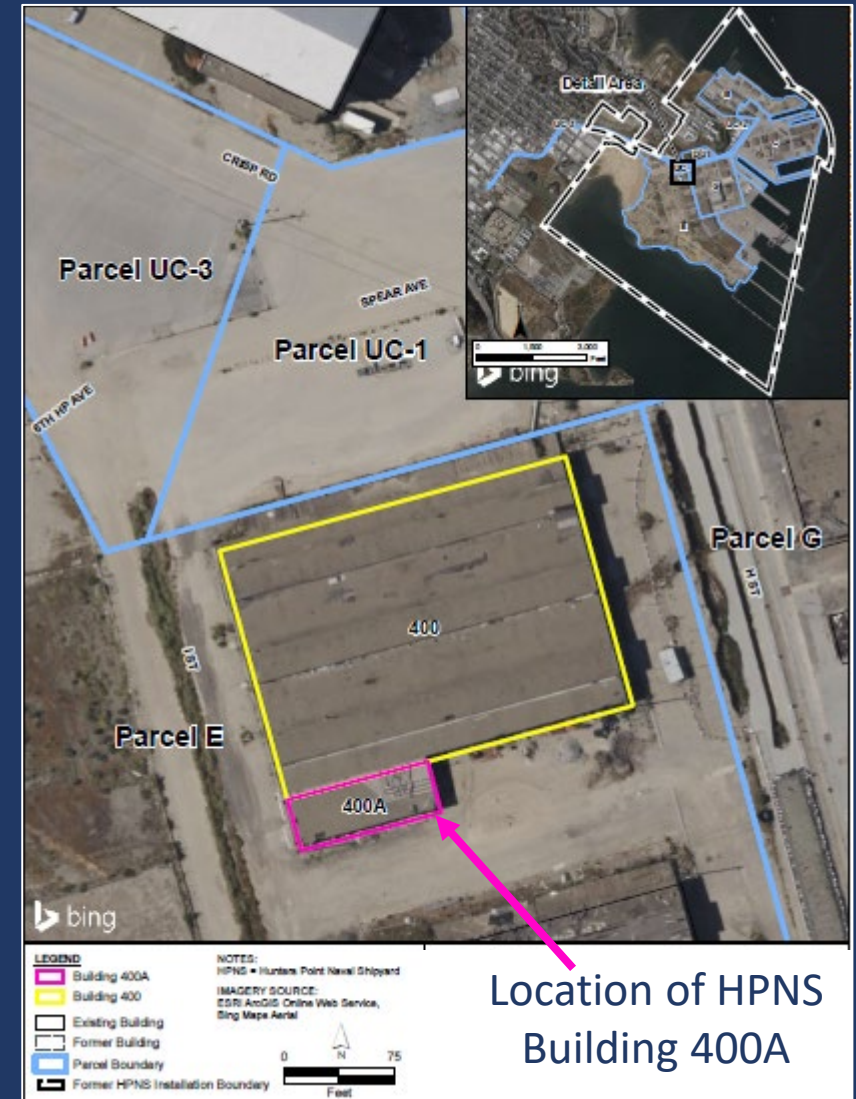 Detail Area
0 1,500 3,000
Feet
bing
CRISP RD
Parcel UC-3
SPEAR AVE
Parcel UC-1
6TH HP AVE
Parcel G
H ST
400
I ST
Parcel E
400A
bing
LEGEND
Building 400A
Building 400
Existing Building
Former Building
Parcel Boundary
Former HPNS Installation Boundary
NOTES:
HPNS = Hunters Point Naval Shipyard
IMAGERY SOURCE:
ESRI ArcGIS Online Web Service,
Bing Maps Aerial
N
0 75
Feet
Location of HPNS
Building 400A